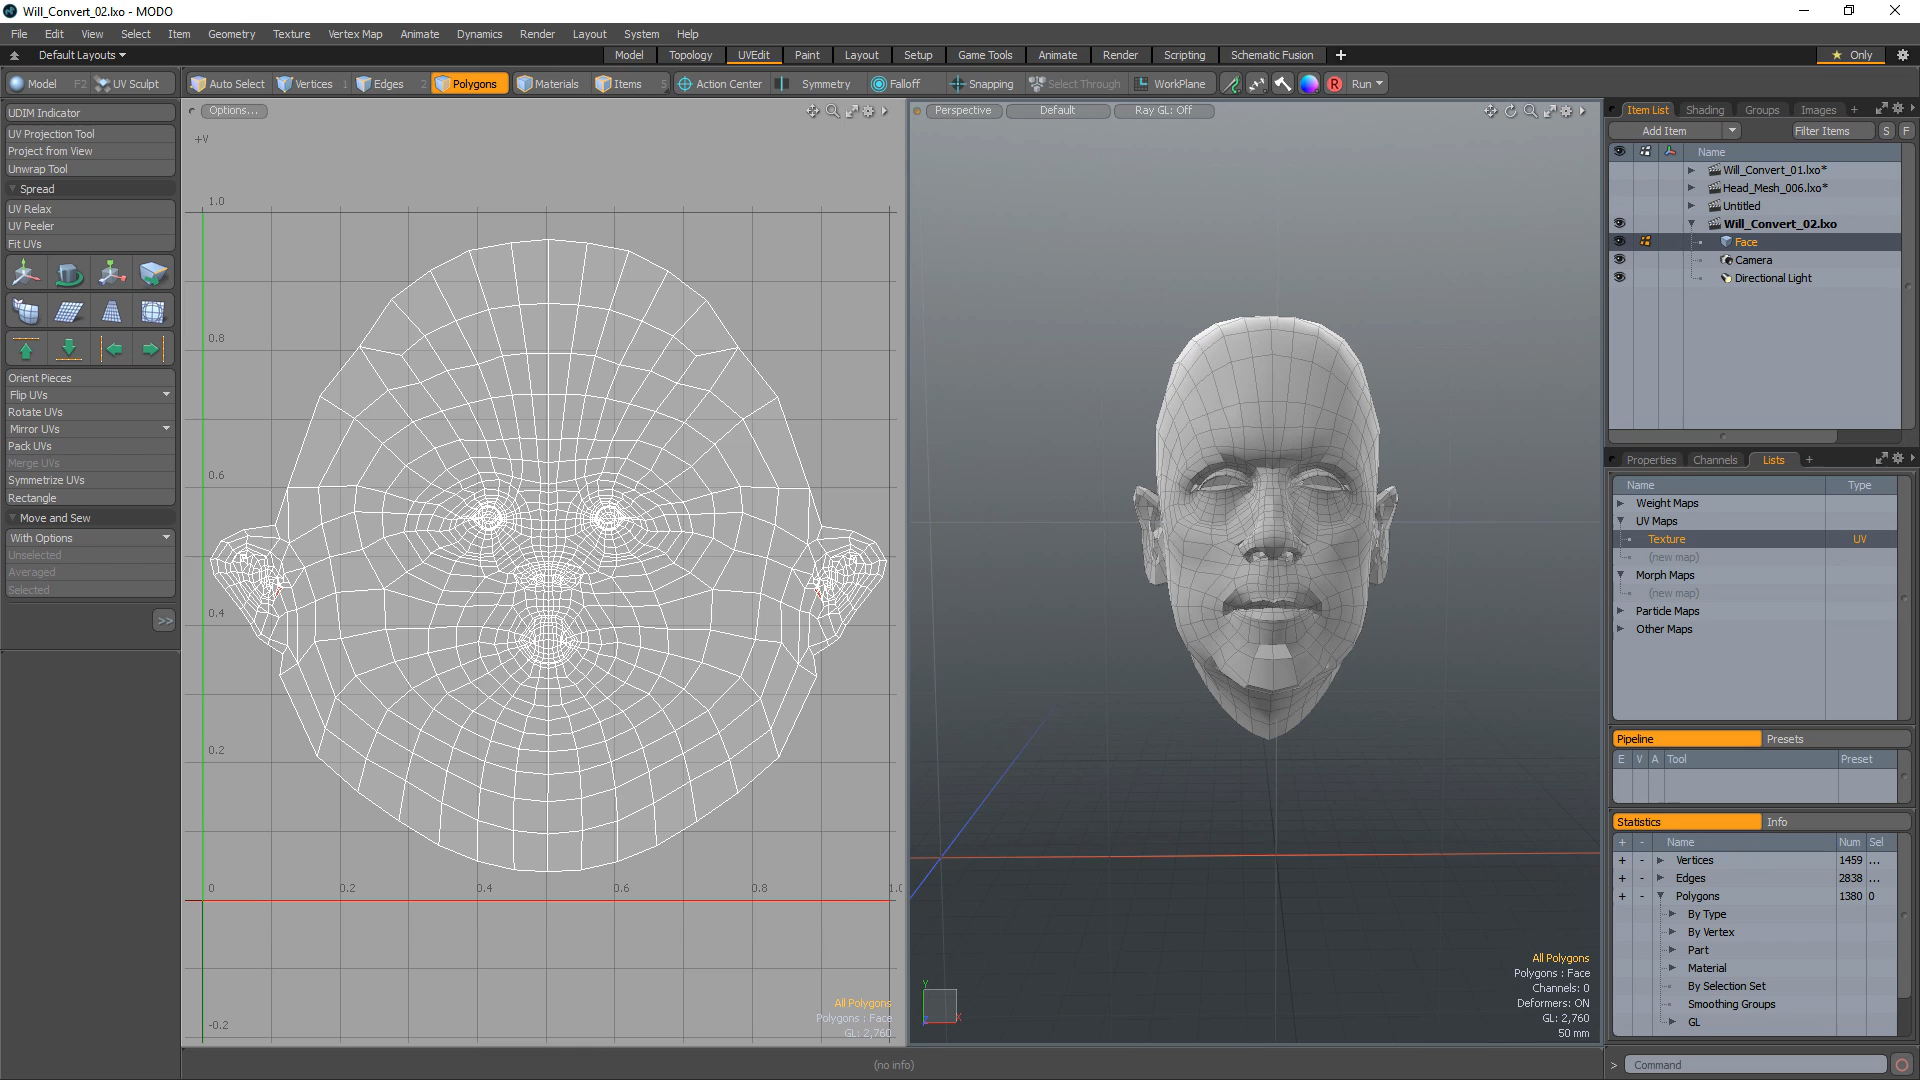 Will_Convert_02.lxo - MODO
File Edit View Select Item Geometry Texture Vertex Map Animate Dynamics Render Layout System Help
Default Layouts Model Topology UVEdit Paint Layout Setup Game Tools Animate Render Scripting Schematic Fusion + Only
Model F2 UV Sculpt Auto Select Vertices 1 Edges 2 Polygons Materials Items 5 Action Center Symmetry Falloff Snapping Select Through WorkPlane R Run
UDIM Indicator
UV Projection Tool
Project from View
Unwrap Tool
Spread
UV Relax
UV Peeler
Fit UVs
Orient Pieces
Flip UVs
Rotate UVs
Mirror UVs
Pack UVs
Merge UVs
Symmetrize UVs
Rectangle
Move and Sew
With Options
Unselected
Averaged
Selected
>>
Options...
+V
1.0
0.8
0.6
0.4
0.2
0 0.2 0.4 0.6 0.8 1.0
-0.2
All Polygons
Polygons : Face
GL: 2,760
Perspective Default Ray GL: Off
Y
X
Z
All Polygons
Polygons : Face
Channels: 0
Deformers: ON
GL: 2,760
50 mm
(no info)
Item List Shading Groups Images +
Add Item Filter Items S F
Name
Will_Convert_01.lxo*
Head_Mesh_006.lxo*
Untitled
Will_Convert_02.lxo
Face
Camera
Directional Light
Properties Channels Lists +
Name Type
Weight Maps
UV Maps
Texture UV
(new map)
Morph Maps
(new map)
Particle Maps
Other Maps
Pipeline Presets
E V A Tool Preset
Statistics Info
+ - Name Num Sel
+ - Vertices 1459 ...
+ - Edges 2838 ...
+ - Polygons 1380 0
By Type
By Vertex
Part
Material
By Selection Set
Smoothing Groups
GL
> Command